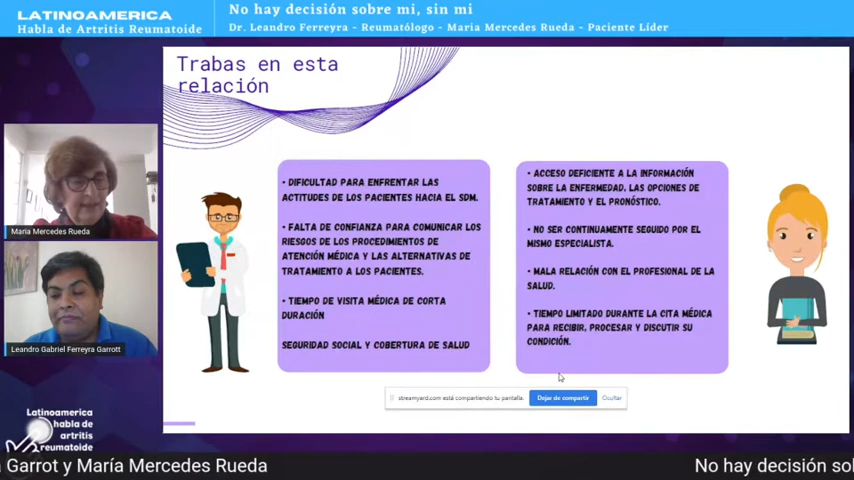 LATINOAMERICA
Habla de Artritis Reumatoide
No hay decisión sobre mi, sin mi
Dr. Leandro Ferreyra - Reumatólogo - Maria Mercedes Rueda - Paciente Líder
Trabas en esta
relación
• DIFICULTAD PARA ENFRENTAR LAS
ACTITUDES DE LOS PACIENTES HACIA EL SDM.
• FALTA DE CONFIANZA PARA COMUNICAR LOS
RIESGOS DE LOS PROCEDIMIENTOS DE
ATENCIÓN MÉDICA Y LAS ALTERNATIVAS DE
TRATAMIENTO A LOS PACIENTES.
• TIEMPO DE VISITA MÉDICA DE CORTA
DURACIÓN
SEGURIDAD SOCIAL Y COBERTURA DE SALUD
• ACCESO DEFICIENTE A LA INFORMACIÓN
SOBRE LA ENFERMEDAD, LAS OPCIONES DE
TRATAMIENTO Y EL PRONÓSTICO.
• NO SER CONTINUAMENTE SEGUIDO POR EL
MISMO ESPECIALISTA.
• MALA RELACIÓN CON EL PROFESIONAL DE LA
SALUD.
• TIEMPO LIMITADO DURANTE LA CITA MÉDICA
PARA RECIBIR, PROCESAR Y DISCUTIR SU
CONDICIÓN.
Maria Mercedes Rueda
Leandro Gabriel Ferreyra Garrott
streamyard.com está compartiendo tu pantalla.
Dejar de compartir
Ocultar
Latinoamerica
habla de
artritis
reumatoide
Garrot y María Mercedes Rueda
No hay decisión sol